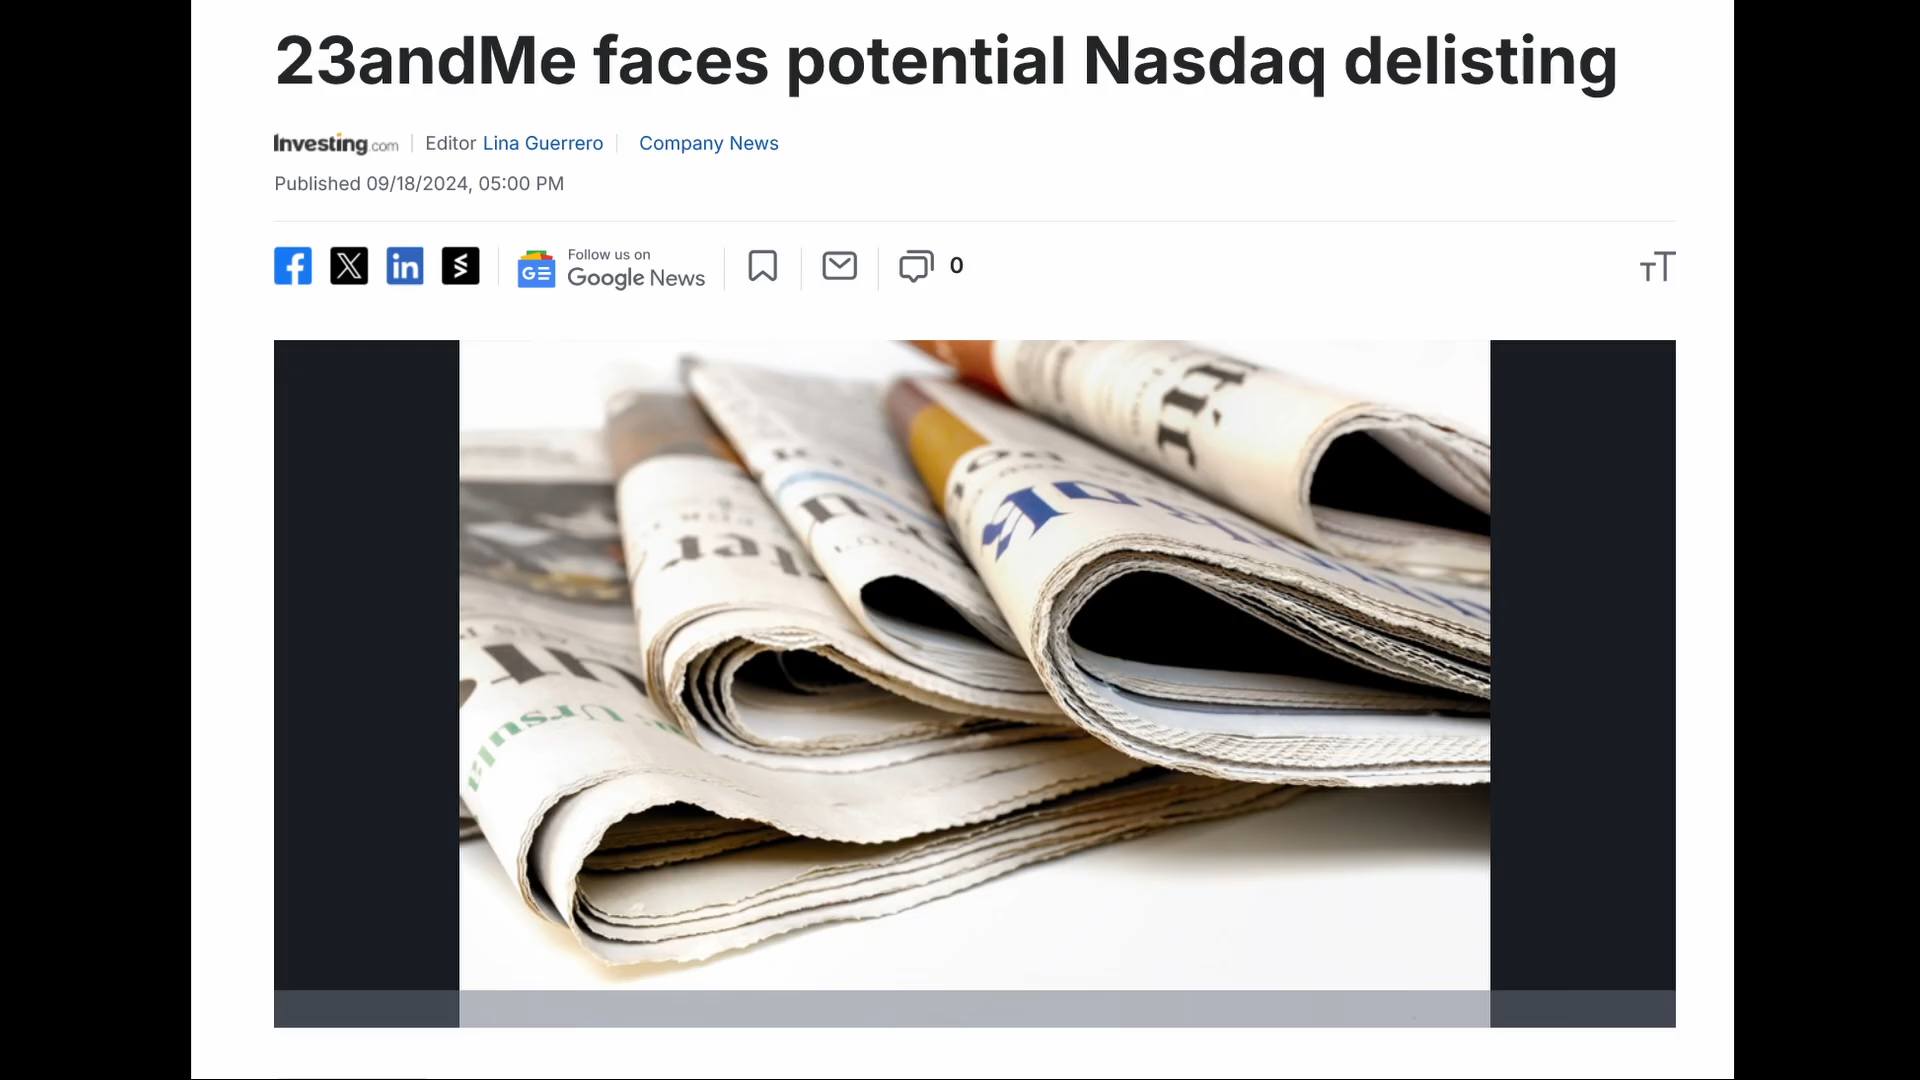 23andMe faces potential Nasdaq delisting
Investing.com
Editor Lina Guerrero
Company News
Published 09/18/2024, 05:00 PM
Follow us on
Google News
0